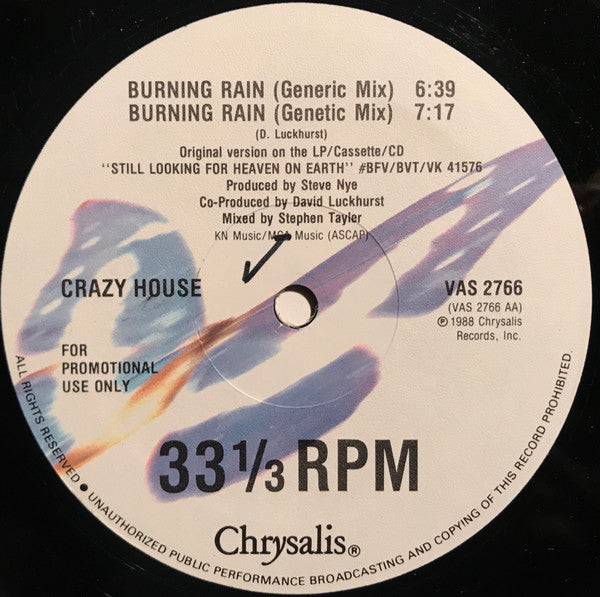 BURNING RAIN (Generic Mix) 6:39
BURNING RAIN (Genetic Mix) 7:17
(D. Luckhurst)
Original version on the LP/Cassette/CD
"STILL LOOKING FOR HEAVEN ON EARTH" #BFV/BVT/VK 41576
Produced by Steve Nye
Co-Produced by David Luckhurst
Mixed by Stephen Tayler
KN Music/MCA Music (ASCAP)
CRAZY HOUSE
VAS 2766
(VAS 2766 AA)
℗ 1988 Chrysalis
Records, Inc.
FOR
PROMOTIONAL
USE ONLY
33 1/3 RPM
Chrysalis®
ALL RIGHTS RESERVED • UNAUTHORIZED PUBLIC PERFORMANCE BROADCASTING AND COPYING OF THIS RECORD PROHIBITED.